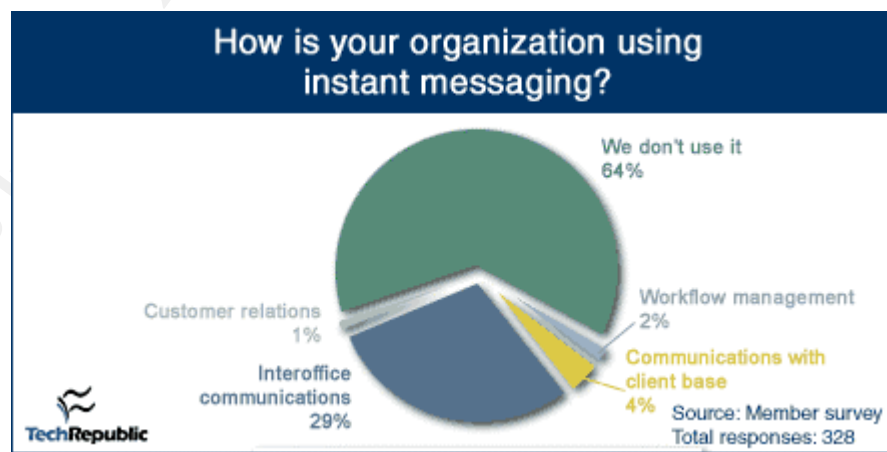 How is your organization using
instant messaging?
We don't use it
64%
Workflow management
2%
Communications with
client base
4%
Interoffice
communications
29%
Customer relations
1%
Source: Member survey
Total responses: 328
TechRepublic